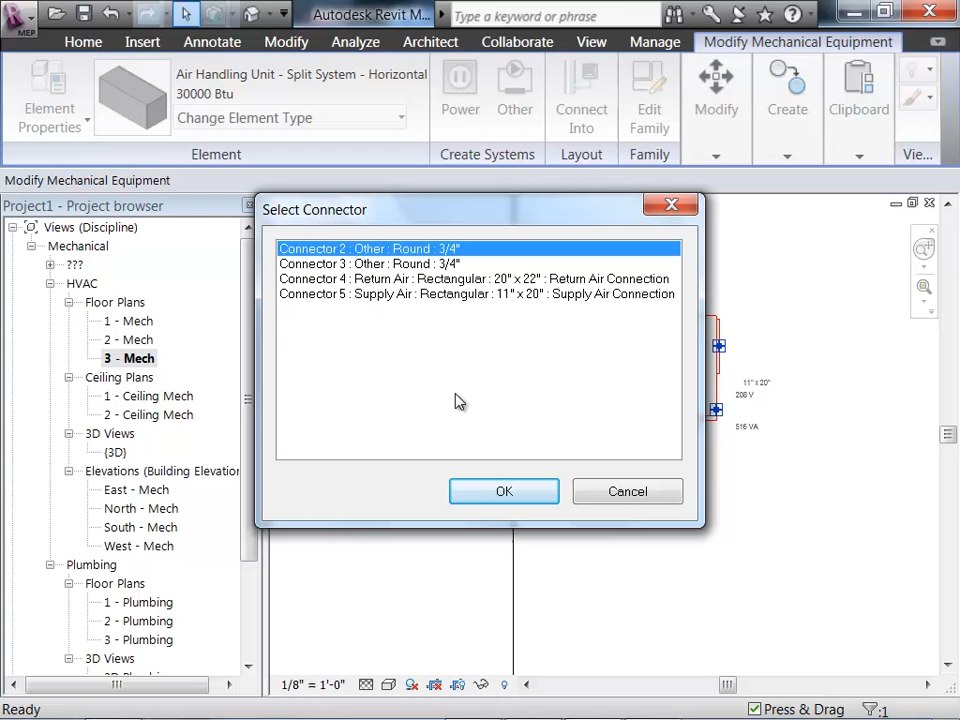 MEP
Autodesk Revit M...
Type a keyword or phrase
Home Insert Annotate Modify Analyze Architect Collaborate View Manage Modify Mechanical Equipment
Element
Properties
Air Handling Unit - Split System - Horizontal
30000 Btu
Change Element Type
Power
Other
Connect
Into
Edit
Family
Modify
Create
Clipboard
Element
Create Systems
Layout
Family
Vie...
Modify Mechanical Equipment
Project1 - Project browser
Views (Discipline)
Mechanical
???
HVAC
Floor Plans
1 - Mech
2 - Mech
3 - Mech
Ceiling Plans
1 - Ceiling Mech
2 - Ceiling Mech
3D Views
{3D}
Elevations (Building Elevation
East - Mech
North - Mech
South - Mech
West - Mech
Plumbing
Floor Plans
1 - Plumbing
2 - Plumbing
3 - Plumbing
3D Views
Select Connector
Connector 2 : Other : Round : 3/4"
Connector 3 : Other : Round : 3/4"
Connector 4 : Return Air : Rectangular : 20" x 22" : Return Air Connection
Connector 5 : Supply Air : Rectangular : 11" x 20" : Supply Air Connection
OK
Cancel
11" x 20"
208 V
516 VA
1/8" = 1'-0"
Ready
Press & Drag
:1